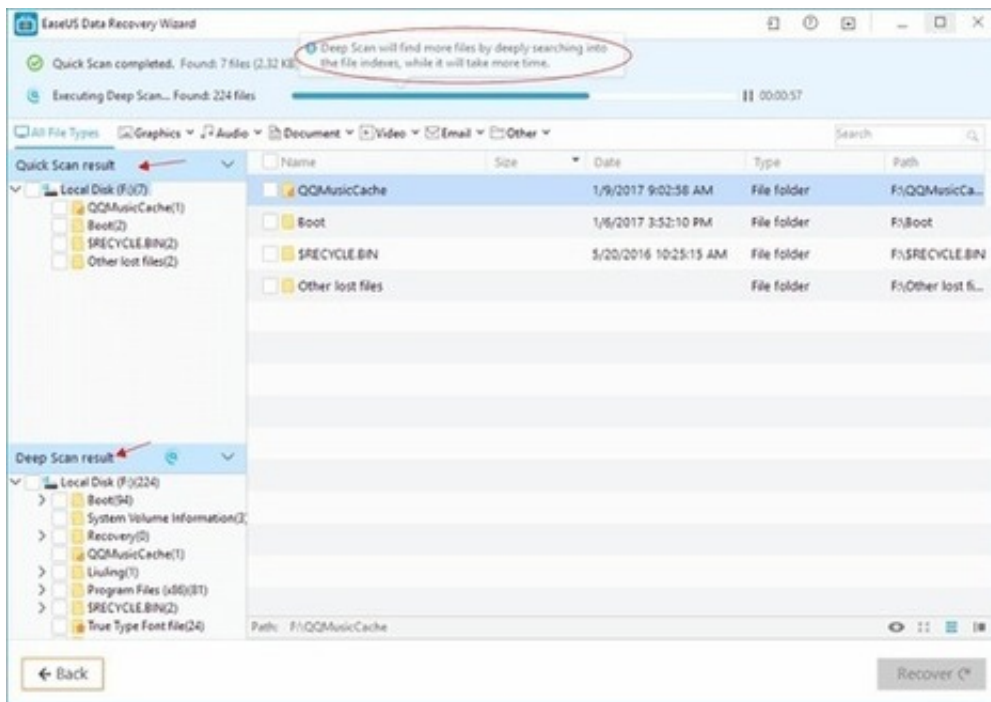 EaseUS Data Recovery Wizard
Deep Scan will find more files by deeply searching into
the file indexes, while it will take more time.
Quick Scan completed. Found: 7 files (2.32 KB
Executing Deep Scan... Found: 224 files
00:00:57
All File Types Graphics Audio Document Video Email Other
Search
Quick Scan result
Name Size Date Type Path
Local Disk (F:)(7)
QQMusicCache(1)
Boot(2)
$RECYCLE.BIN(2)
Other lost files(2)
QQMusicCache 1/9/2017 9:02:58 AM File folder F:\QQMusicCa...
Boot 1/6/2017 3:52:10 PM File folder F:\Boot
$RECYCLE.BIN 5/20/2016 10:25:15 AM File folder F:\$RECYCLE.BIN
Other lost files File folder F:\Other lost fi...
Deep Scan result
Local Disk (F:)(224)
Boot(94)
System Volume Information(3
Recovery(0)
QQMusicCache(1)
Liuling(1)
Program Files (x86)(81)
$RECYCLE.BIN(2)
True Type Font file(24)
Path: F:\QQMusicCache
Back
Recover